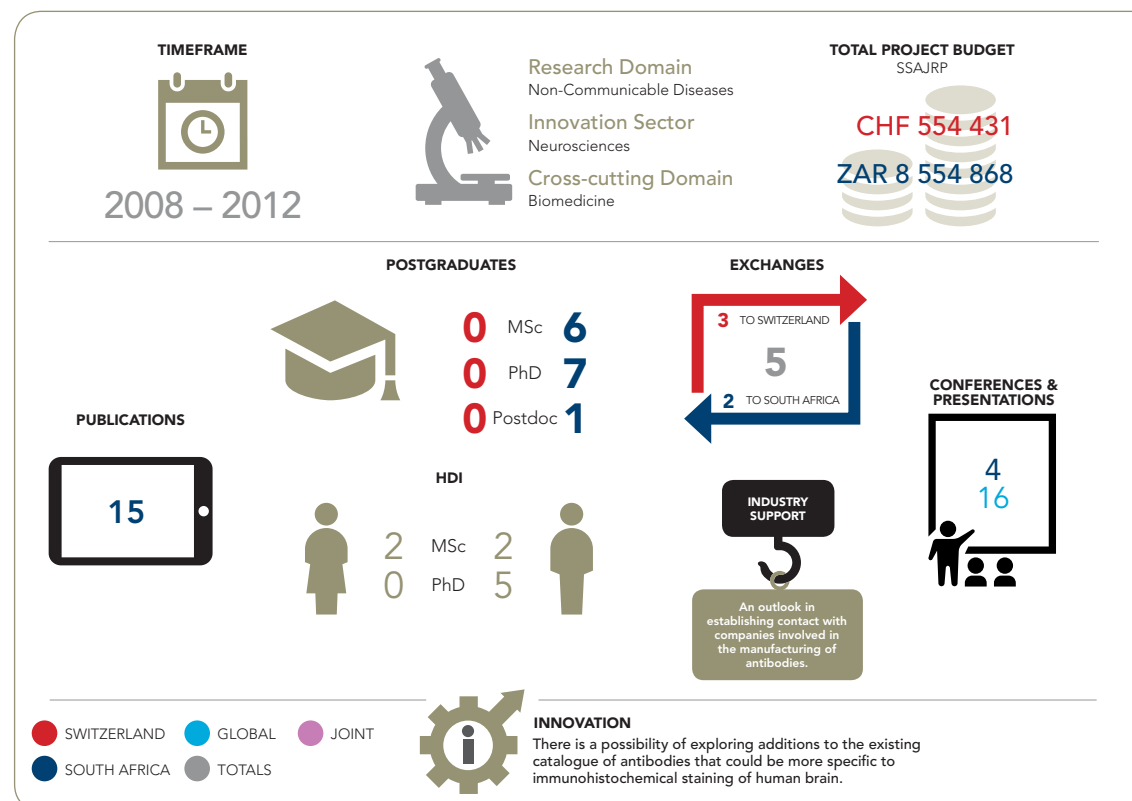 TIMEFRAME
2008 – 2012
Research Domain
Non-Communicable Diseases
Innovation Sector
Neurosciences
Cross-cutting Domain
Biomedicine
TOTAL PROJECT BUDGET
SSAJRP
CHF 554 431
ZAR 8 554 868
POSTGRADUATES
0 MSc 6
0 PhD 7
0 Postdoc 1
EXCHANGES
3 TO SWITZERLAND
5
2 TO SOUTH AFRICA
PUBLICATIONS
15
HDI
2 MSc 2
0 PhD 5
INDUSTRY
SUPPORT
An outlook in
establishing contact with
companies involved in
the manufacturing of
antibodies.
CONFERENCES &
PRESENTATIONS
4
16
SWITZERLAND
GLOBAL
JOINT
SOUTH AFRICA
TOTALS
i
INNOVATION
There is a possibility of exploring additions to the existing
catalogue of antibodies that could be more specific to
immunohistochemical staining of human brain.